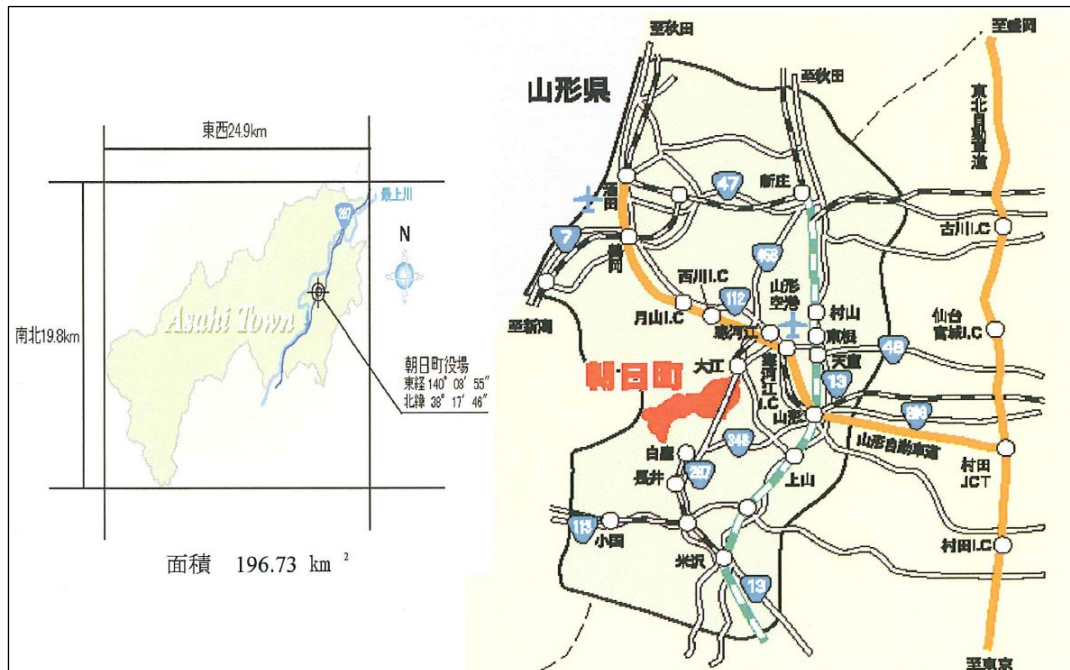 東西24.9km
最上川
287
N
Asahi Town
南北19.8km
朝日町役場
東経 140° 08′ 55″
北緯 38° 17′ 46″
面積 196.73 km ²
山形県
至秋田
至秋田
至盛岡
東北自動車道
酒田
47
新庄
古川I.C
7
鶴岡
458
西川I.C
山形空港
112
至新潟
月山I.C
寒河江
村山
東根
仙台宮城I.C
48
大江
寒河江I.C
天童
13
朝日町
山形
286
山形自動車道
白鷹
348
村田JCT
長井
287
上山
113
小国
村田I.C
米沢
13
至東京